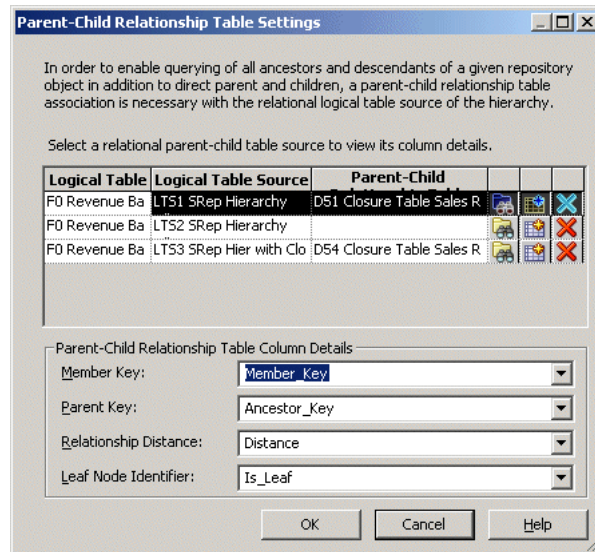 Parent-Child Relationship Table Settings
In order to enable querying of all ancestors and descendants of a given repository
object in addition to direct parent and children, a parent-child relationship table
association is necessary with the relational logical table source of the hierarchy.
Select a relational parent-child table source to view its column details.
Logical Table Logical Table Source Parent-Child
F0 Revenue Ba LTS1 SRep Hierarchy D51 Closure Table Sales R
F0 Revenue Ba LTS2 SRep Hierarchy
F0 Revenue Ba LTS3 SRep Hier with Clo D54 Closure Table Sales R
Parent-Child Relationship Table Column Details
Member Key: Member_Key
Parent Key: Ancestor_Key
Relationship Distance: Distance
Leaf Node Identifier: Is_Leaf
OK Cancel Help